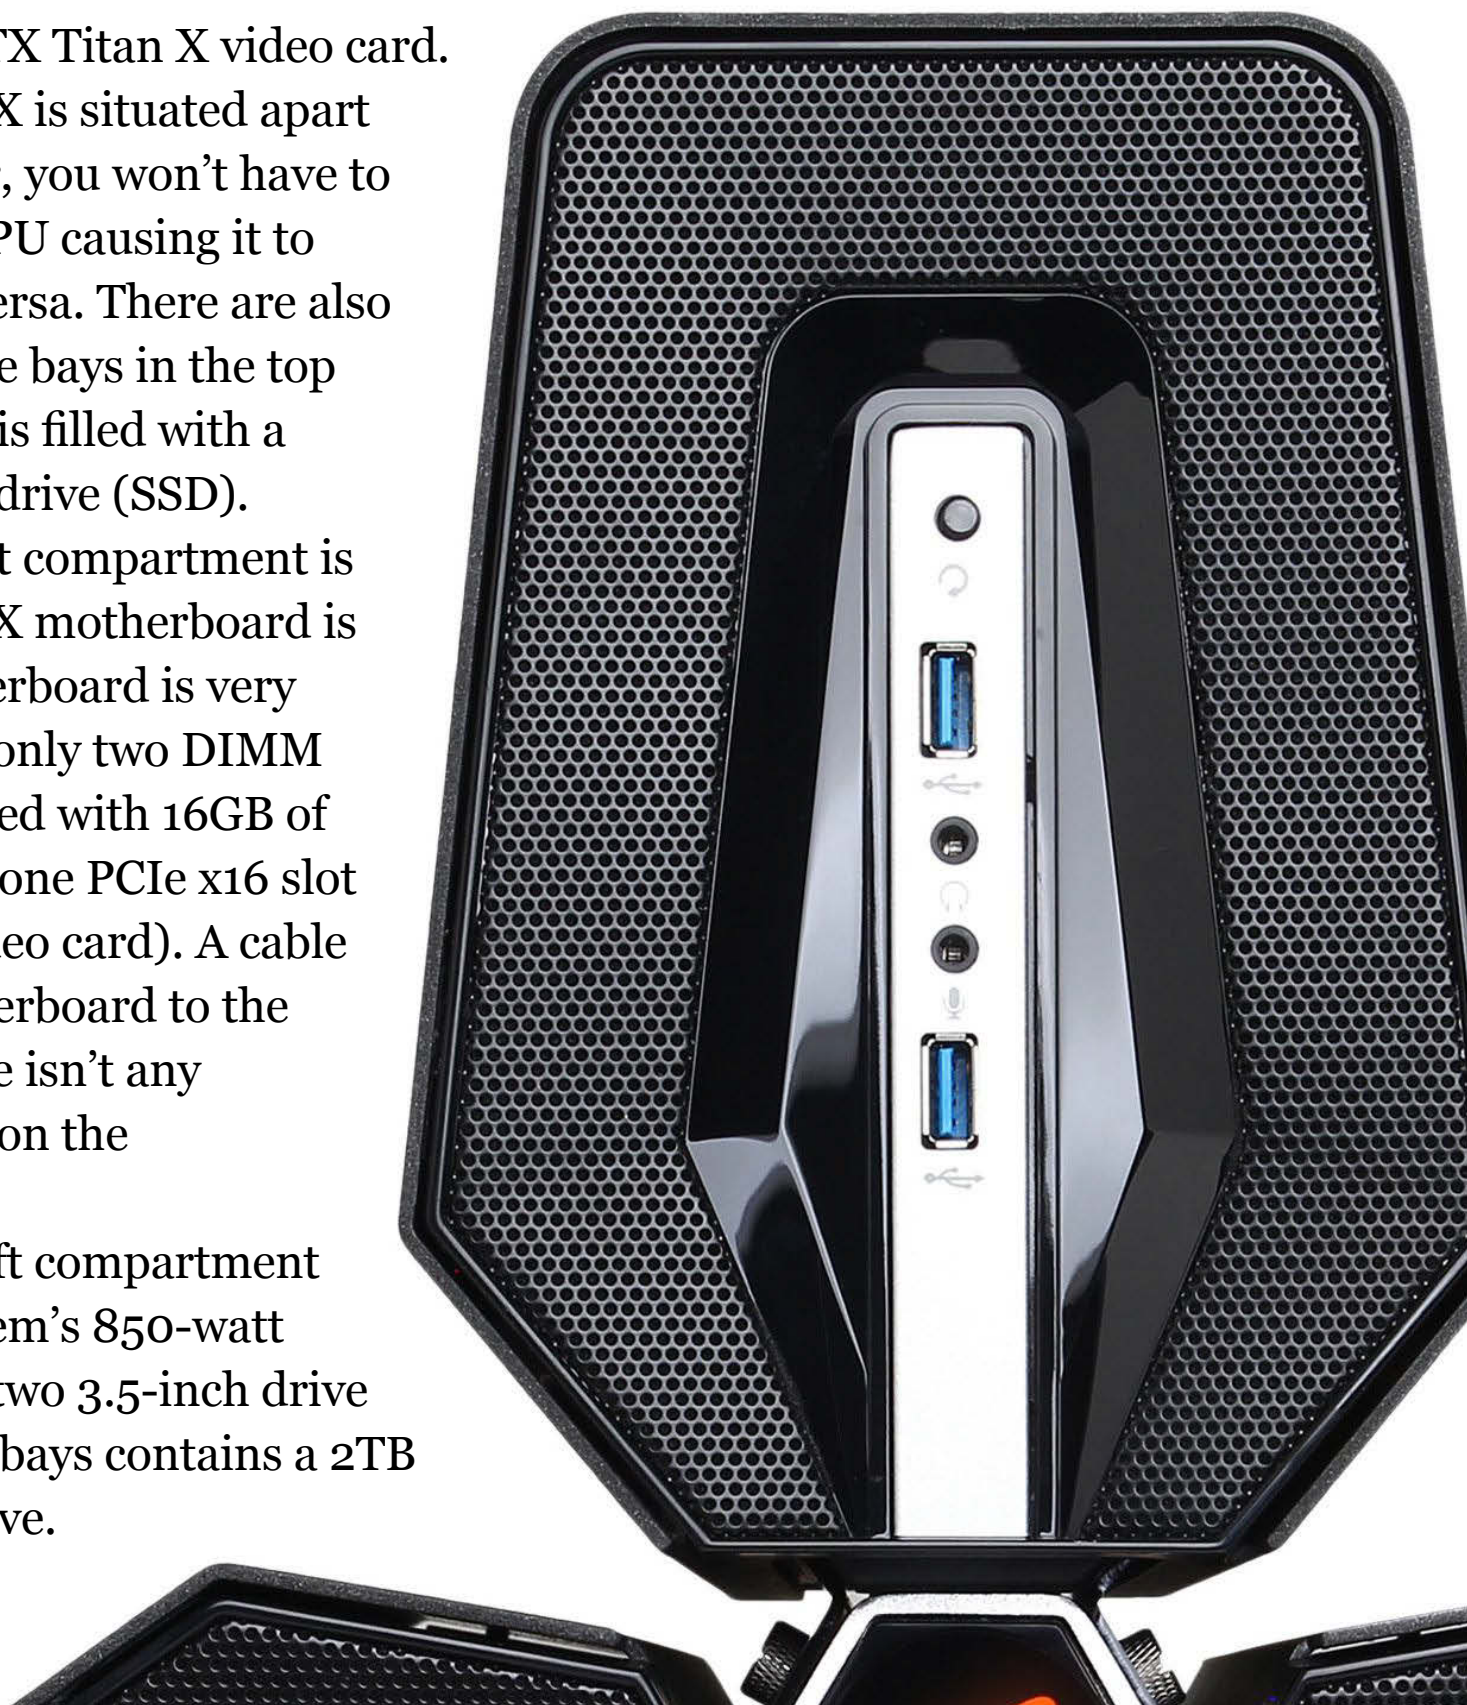 TX Titan X video card.
X is situated apart
, you won’t have to
PU causing it to
ersa. There are also
e bays in the top
is filled with a
drive (SSD).
t compartment is
X motherboard is
erboard is very
only two DIMM
ed with 16GB of
one PCIe x16 slot
eo card). A cable
erboard to the
e isn’t any
on the
ft compartment
em’s 850-watt
two 3.5-inch drive
bays contains a 2TB
ve.